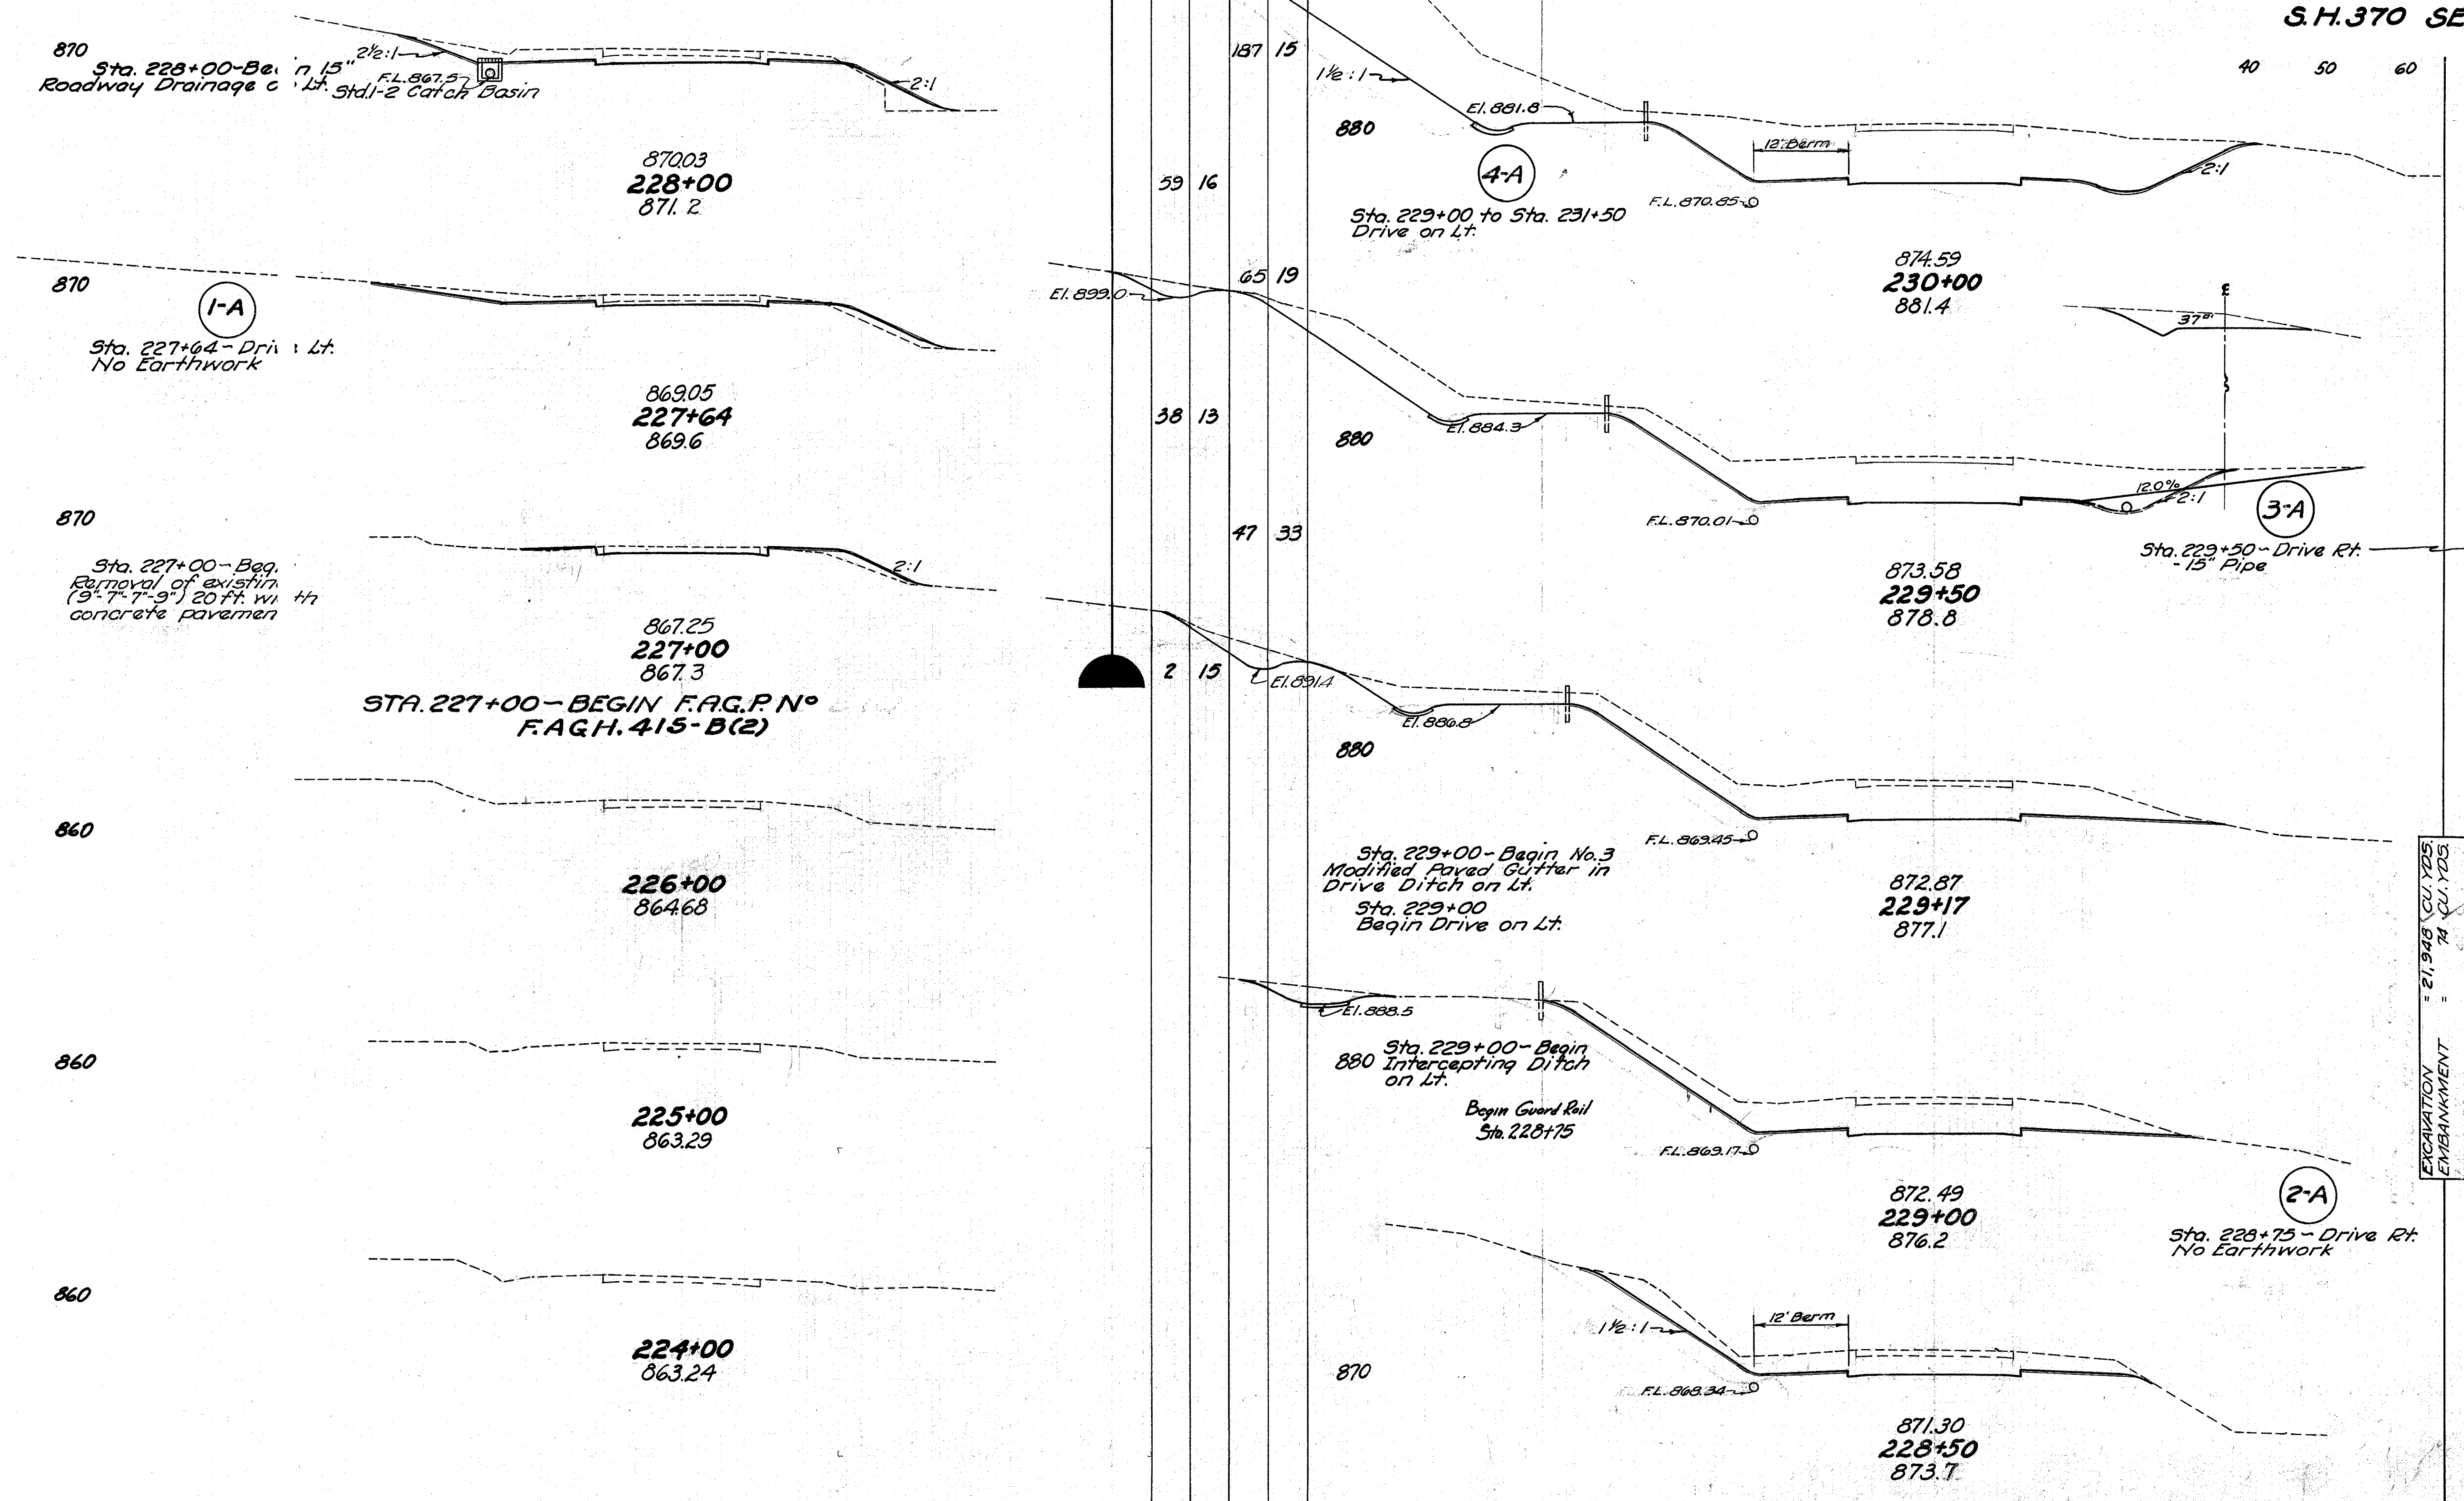 S.H.370 SE
40 50 60
870
Sta. 228+00-Be
Roadway Drainage
n 15"
Lt.
2½:1
F.L.867.5
Std.1-2 Catch Basin
2:1
870.03
228+00
871.2
870
1-A
Sta. 227+64-Driv
Lt.
No Earthwork
869.05
227+64
869.6
870
Sta. 227+00-Beg.
Removal of existin
(9"-7"-7"-9") 20 ft. wi th
concrete pavemen
2:1
867.25
227+00
867.3
STA. 227+00-BEGIN F.A.G.P. Nº
F.A.G.H. 415-B(2)
860
226+00
864.68
860
225+00
863.29
860
224+00
863.24
187 15
59 16
65 19
38 13
47 33
2 15
1½:1
El. 881.8
880
12' Berm
4-A
2:1
Sta. 229+00 to Sta. 231+50
Drive on Lt.
F.L. 870.85
874.59
230+00
881.4
El. 899.0
37°
El. 884.3
880
12.0%
2:1
3-A
F.L. 870.01
Sta. 229+50-Drive Rt.
- 15" Pipe
873.58
229+50
878.8
El. 891.4
El. 886.8
880
F.L. 869.45
Sta. 229+00-Begin No.3
Modified Paved Gutter in
Drive Ditch on Lt.
Sta. 229+00
Begin Drive on Lt.
872.87
229+17
877.1
EXCAVATION = 21,948 CU. YDS.
EMBANKMENT = 74 CU. YDS.
El. 888.5
Sta. 229+00-Begin
880 Intercepting Ditch
on Lt.
Begin Guard Rail
Sta. 228+75
F.L. 869.17
872.49
229+00
876.2
2-A
Sta. 228+75-Drive Rt.
No Earthwork
1½:1
12' Berm
870
F.L. 868.34
871.30
228+50
873.7